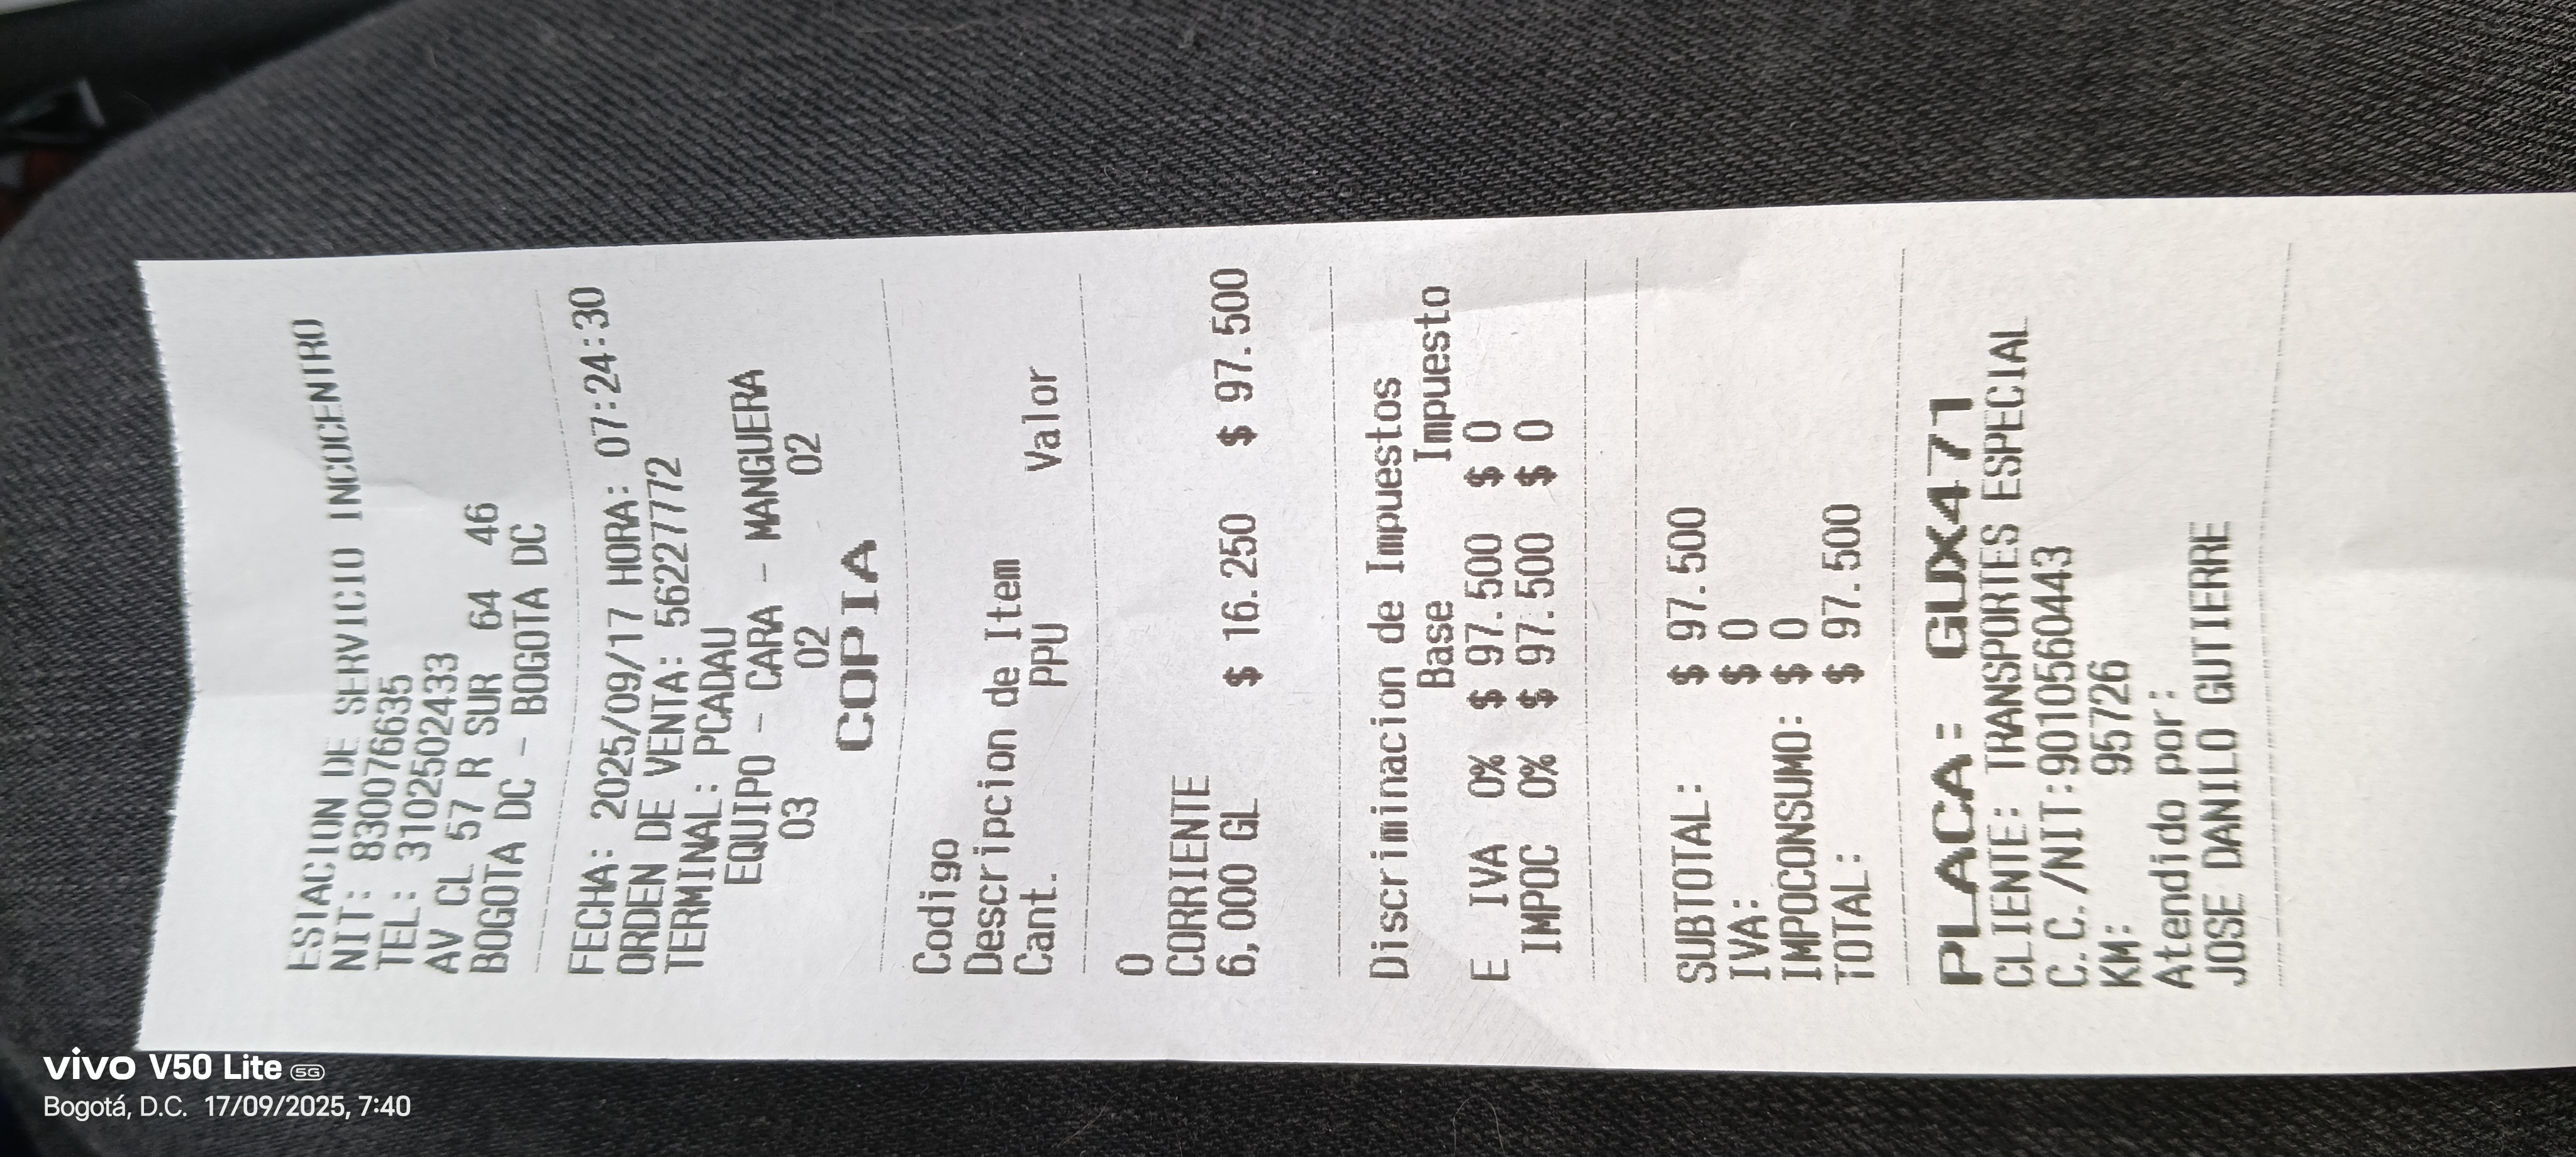 ESTACION DE SERVICIO INCOCENTRO
NIT: 8300076635
TEL: 3102502433
AV CL 57 R SUR 64 46
BOGOTA DC - BOGOTA DC
FECHA: 2025/09/17 HORA: 07:24:30
ORDEN DE VENTA: 562277772
TERMINAL: PCADAU
EQUIPO - CARA - MANGUERA
03 02 02
COPIA
Codigo
Descripcion de Item
Cant. PPU Valor
0
CORRIENTE
6,000 GL $ 16.250 $ 97.500
Discriminacion de Impuestos
Base Impuesto
E IVA 0% $ 97.500 $ 0
IMPOC 0% $ 97.500 $ 0
SUBTOTAL: $ 97.500
IVA: $ 0
IMPOCONSUMO: $ 0
TOTAL: $ 97.500
PLACA: GUX471
CLIENTE: TRANSPORTES ESPECIAL
C.C./NIT:9010560443
KM: 95726
Atendido por:
JOSE DANILO GUTIERRE
vivo V50 Lite 5G
Bogotá, D.C. 17/09/2025, 7:40